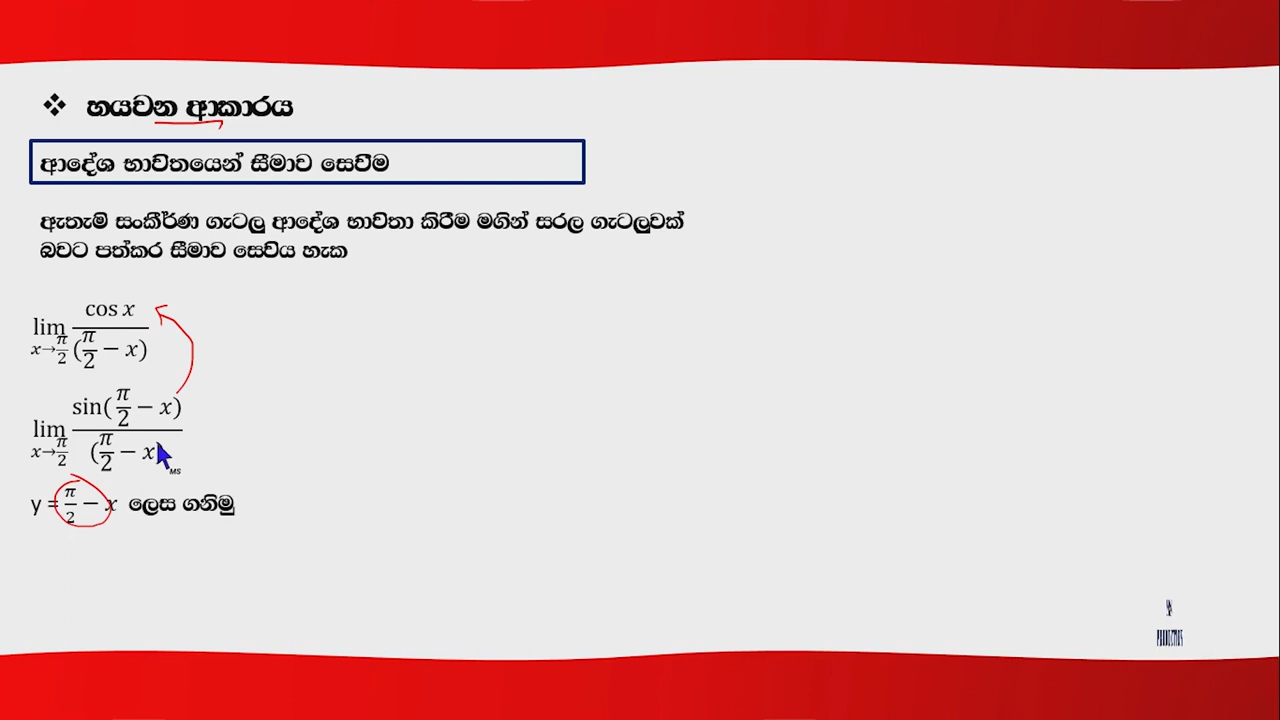 ❖ හයවන ආකාරය
ආදේශ භාවිතයෙන් සීමාව සෙවීම
ඇතැම් සංකීර්ණ ගැටලු ආදේශ භාවිතා කිරීම මගින් සරල ගැටලුවක්
බවට පත්කර සීමාව සෙවිය හැක
lim x→π/2 cos x / (π/2 − x)
lim x→π/2 sin(π/2 − x) / (π/2 − x)
y = π/2 − x ලෙස ගනිමු